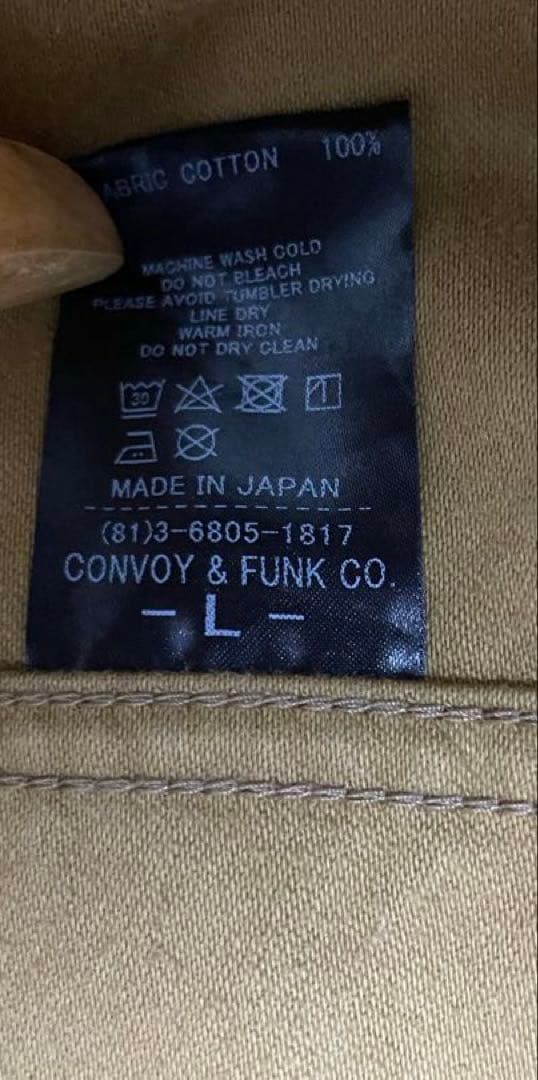 ABRIC COTTON 100%
MACHINE WASH COLD
DO NOT BLEACH
PLEASE AVOID TUMBLER DRYING
LINE DRY
WARM IRON
DO NOT DRY CLEAN
30
MADE IN JAPAN
(81)3-6805-1817
CONVOY & FUNK CO.
- L -